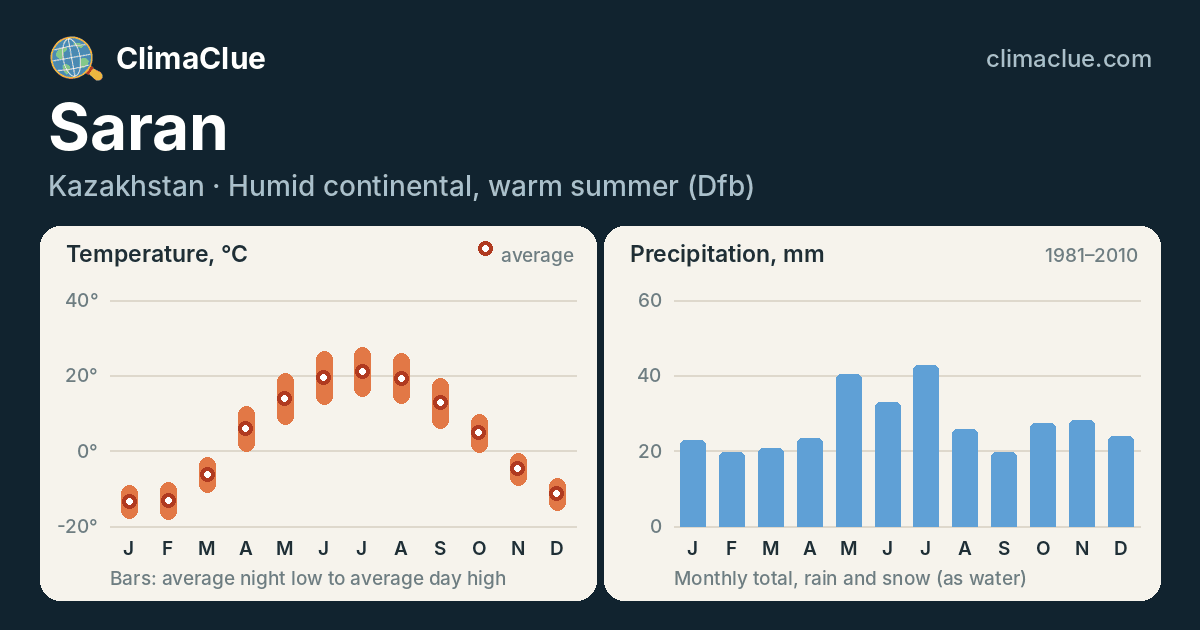 ClimaClue
climaclue.com
Saran
Kazakhstan · Humid continental, warm summer (Dfb)
Temperature, °C
average
40°
20°
0°
-20°
J F M A M J J A S O N D
Bars: average night low to average day high
Precipitation, mm
1981–2010
60
40
20
0
J F M A M J J A S O N D
Monthly total, rain and snow (as water)